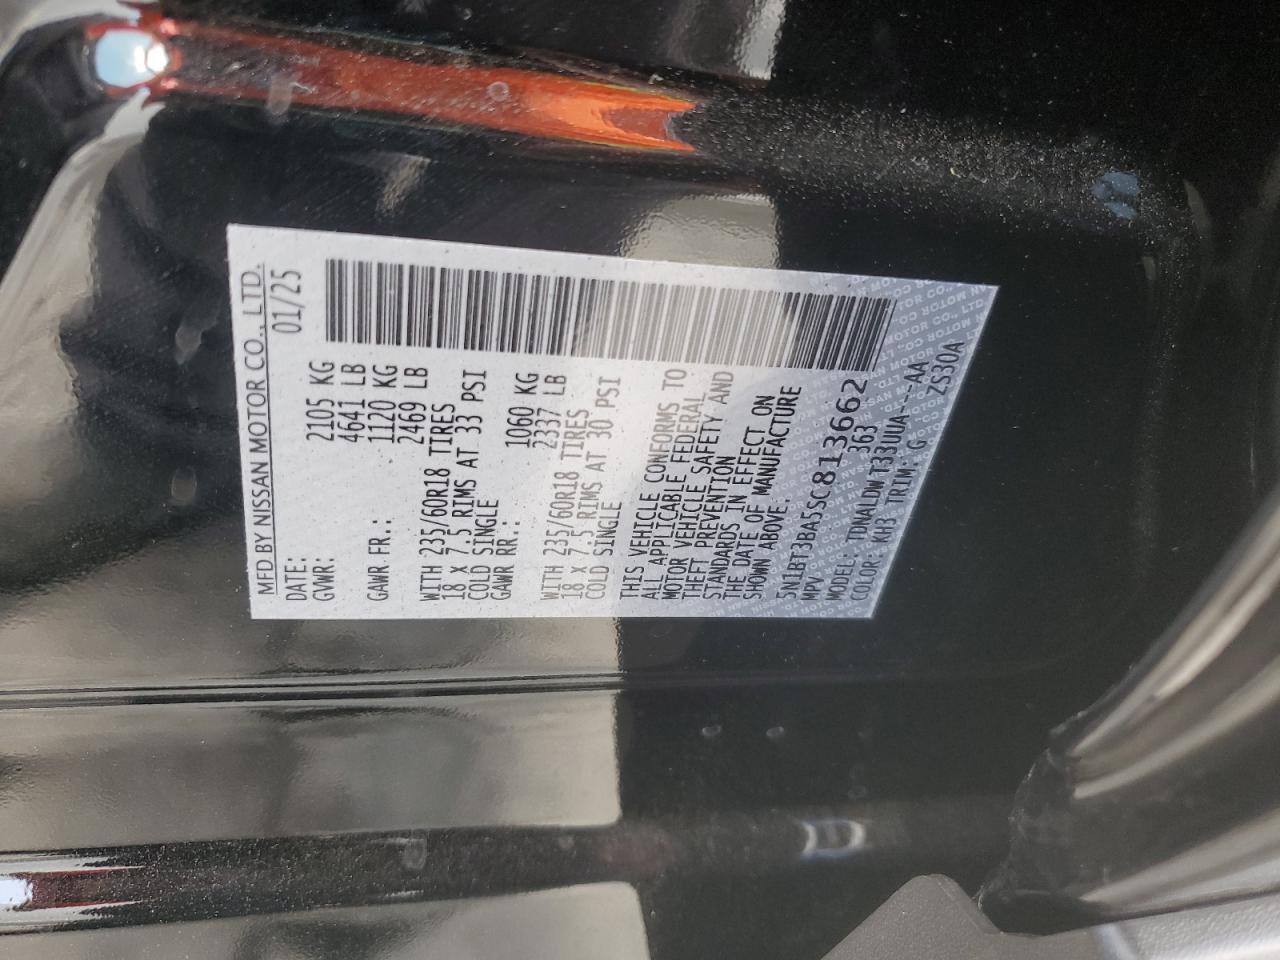 MFD BY NISSAN MOTOR CO., LTD.
DATE: 01/25
GWR: 2105 KG
4641 LB
GAWR FR.: 1120 KG
2469 LB
WITH 235/60R18 TIRES
18 X 7.5 RIMS AT 33 PSI
COLD SINGLE
GAWR RR.: 1060 KG
2337 LB
WITH 235/60R18 TIRES
18 X 7.5 RIMS AT 30 PSI
COLD SINGLE
THIS VEHICLE CONFORMS TO
ALL APPLICABLE FEDERAL
MOTOR VEHICLE SAFETY AND
THEFT PREVENTION
STANDARDS IN EFFECT ON
THE DATE OF MANUFACTURE
SHOWN ABOVE.
5N1BT3BA5SC813662
MPV 363
MODEL: TDNALDW T33UUA---AA
COLOR: KH3 TRIM: G ZS30A